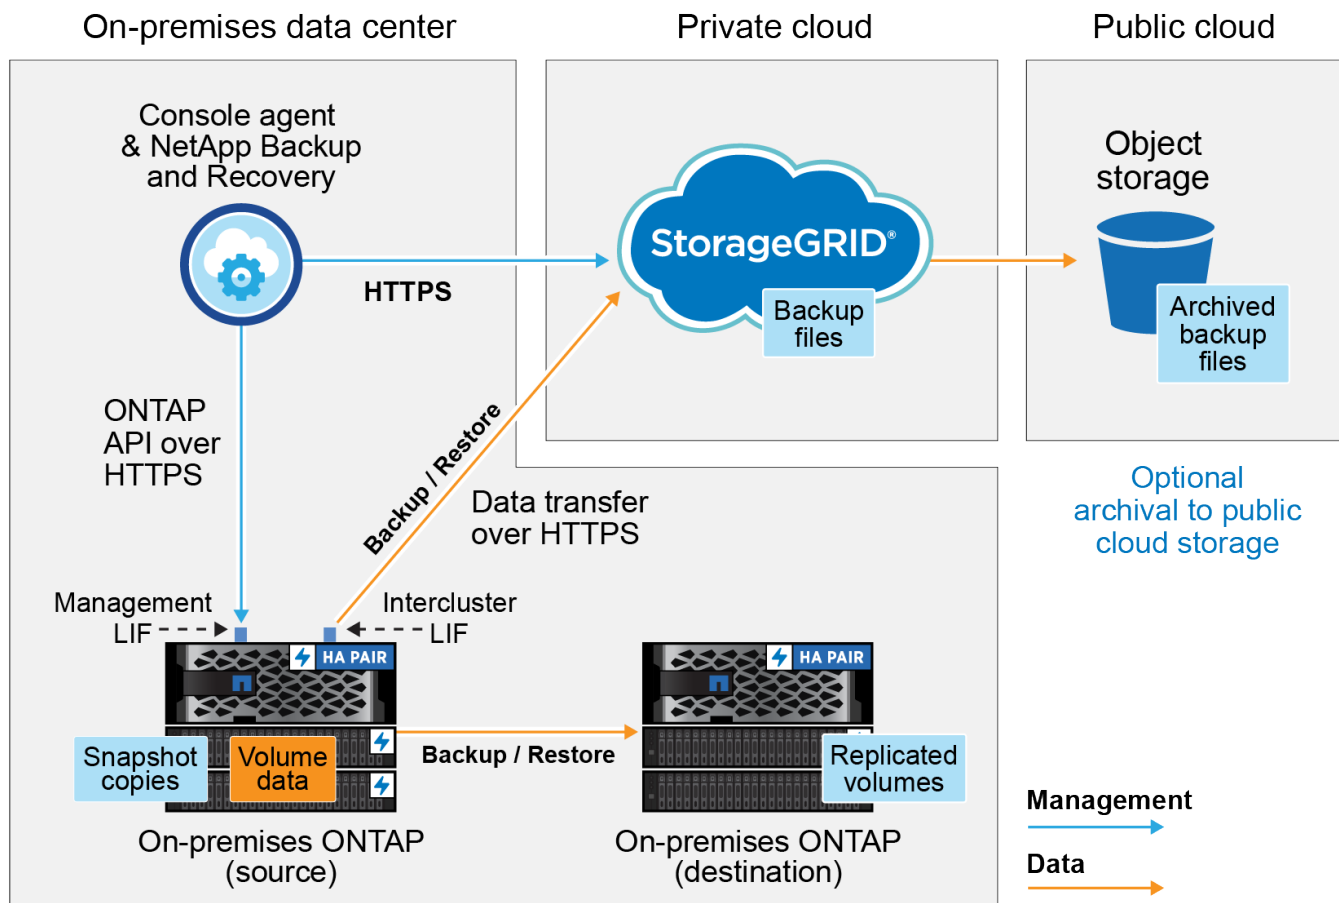 On-premises data center
Private cloud
Public cloud
Console agent
& NetApp Backup
and Recovery
HTTPS
StorageGRID®
Backup
files
Object
storage
Archived
backup
files
ONTAP
API over
HTTPS
Backup / Restore
Data transfer
over HTTPS
Optional
archival to public
cloud storage
Management
LIF
Intercluster
LIF
HA PAIR
HA PAIR
Snapshot
copies
Volume
data
Backup / Restore
Replicated
volumes
On-premises ONTAP
(source)
On-premises ONTAP
(destination)
Management
Data